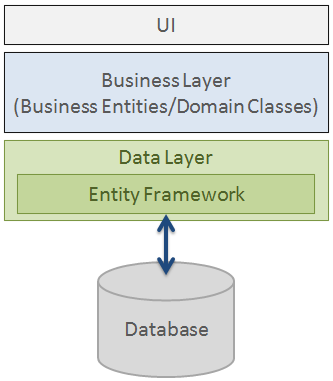 UI
Business Layer
(Business Entities/Domain Classes)
Data Layer
Entity Framework
Database